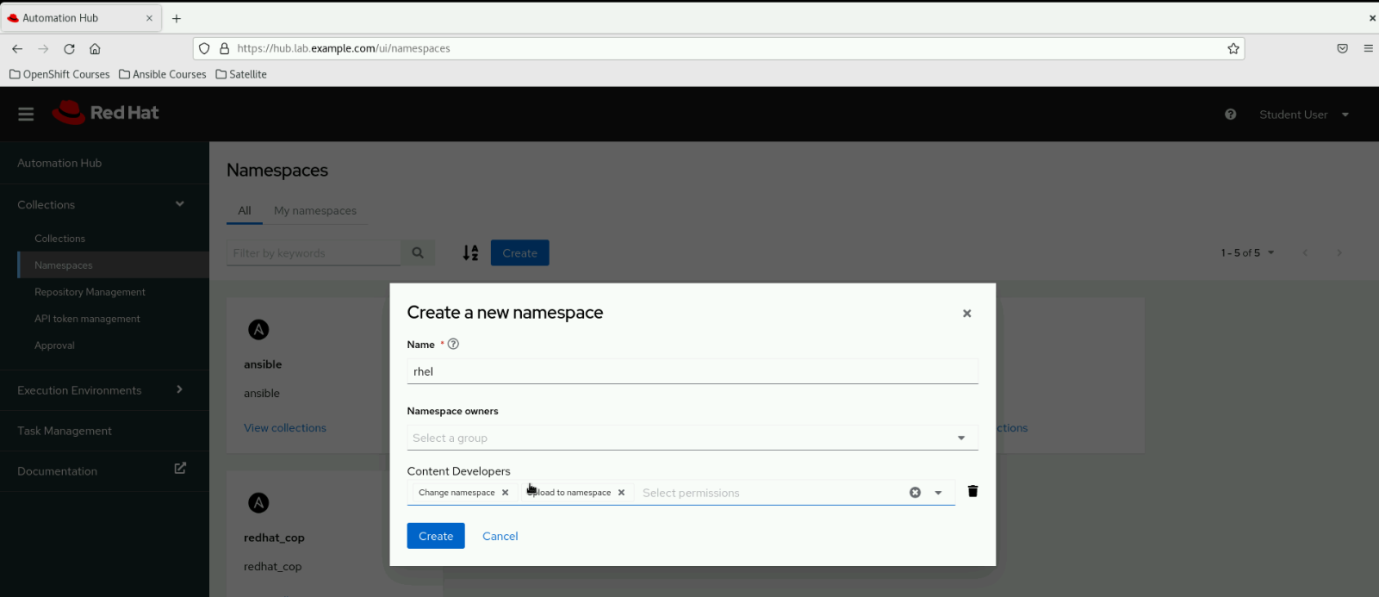 Automation Hub
https://hub.lab.example.com/ui/namespaces
OpenShift Courses Ansible Courses Satellite
Red Hat
Student User
Automation Hub
Collections
Collections
Namespaces
Repository Management
API token management
Approval
Execution Environments
Task Management
Documentation
Namespaces
All My namespaces
Filter by keywords
Create
1 - 5 of 5
A
ansible
ansible
View collections
ctions
A
redhat_cop
redhat_cop
Create a new namespace
Name *
rhel
Namespace owners
Select a group
Content Developers
Change namespace Upload to namespace Select permissions
Create Cancel